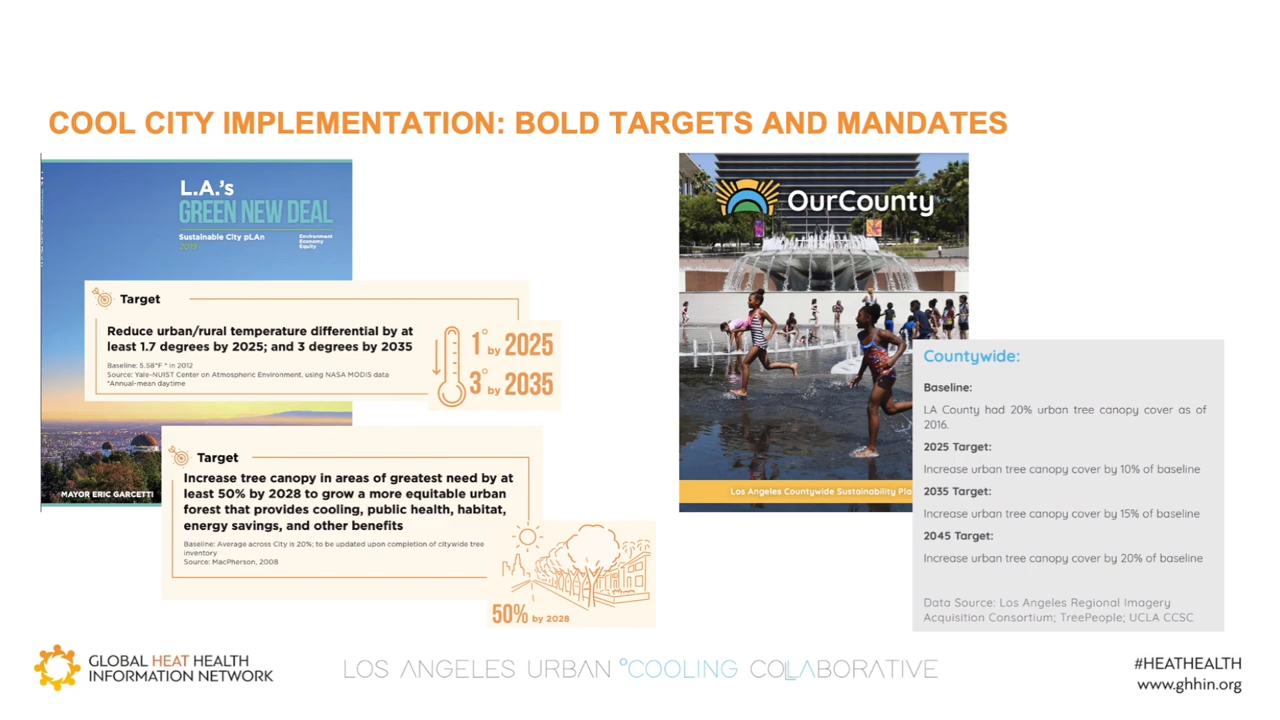 COOL CITY IMPLEMENTATION: BOLD TARGETS AND MANDATES
L.A.'s
GREEN NEW DEAL
Sustainable City pLAn
2019
Environment
Economy
Equity
Target
Reduce urban/rural temperature differential by at
least 1.7 degrees by 2025; and 3 degrees by 2035
Baseline: 5.58°F * in 2012
Source: Yale-NUIST Center on Atmospheric Environment, using NASA MODIS data
*Annual-mean daytime
1° by 2025
3° by 2035
MAYOR ERIC GARCETTI
Target
Increase tree canopy in areas of greatest need by at
least 50% by 2028 to grow a more equitable urban
forest that provides cooling, public health, habitat,
energy savings, and other benefits
Baseline: Average across City is 20%; to be updated upon completion of citywide tree
inventory
Source: MacPherson, 2008
50% by 2028
OurCounty
Los Angeles Countywide Sustainability Pla
Countywide:
Baseline:
LA County had 20% urban tree canopy cover as of
2016.
2025 Target:
Increase urban tree canopy cover by 10% of baseline
2035 Target:
Increase urban tree canopy cover by 15% of baseline
2045 Target:
Increase urban tree canopy cover by 20% of baseline
Data Source: Los Angeles Regional Imagery
Acquisition Consortium; TreePeople; UCLA CCSC
GLOBAL HEAT HEALTH
INFORMATION NETWORK
LOS ANGELES URBAN °COOLING COLLABORATIVE
#HEATHEALTH
www.ghhin.org